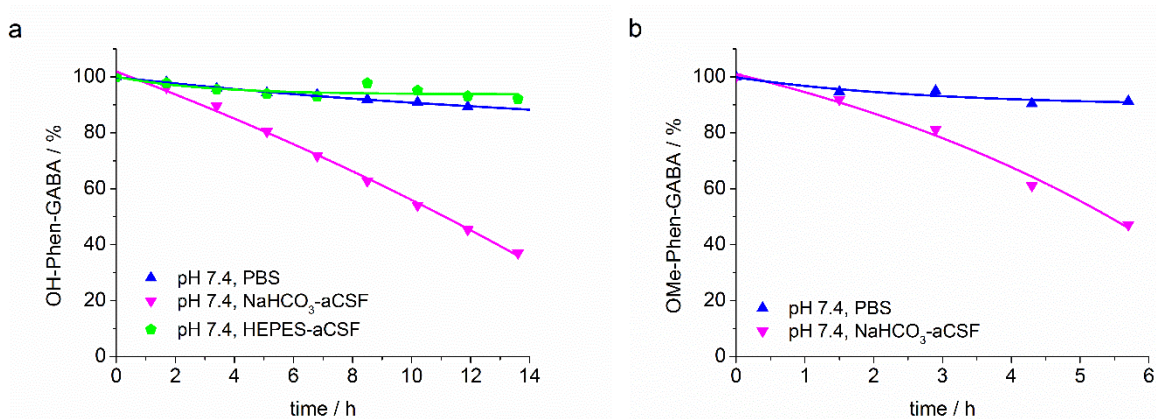 a
OH-Phen-GABA / %
100
80
60
40
20
0
pH 7.4, PBS
pH 7.4, NaHCO₃-aCSF
pH 7.4, HEPES-aCSF
0 2 4 6 8 10 12 14
time / h
b
OMe-Phen-GABA / %
100
80
60
40
20
0
pH 7.4, PBS
pH 7.4, NaHCO₃-aCSF
0 1 2 3 4 5 6
time / h